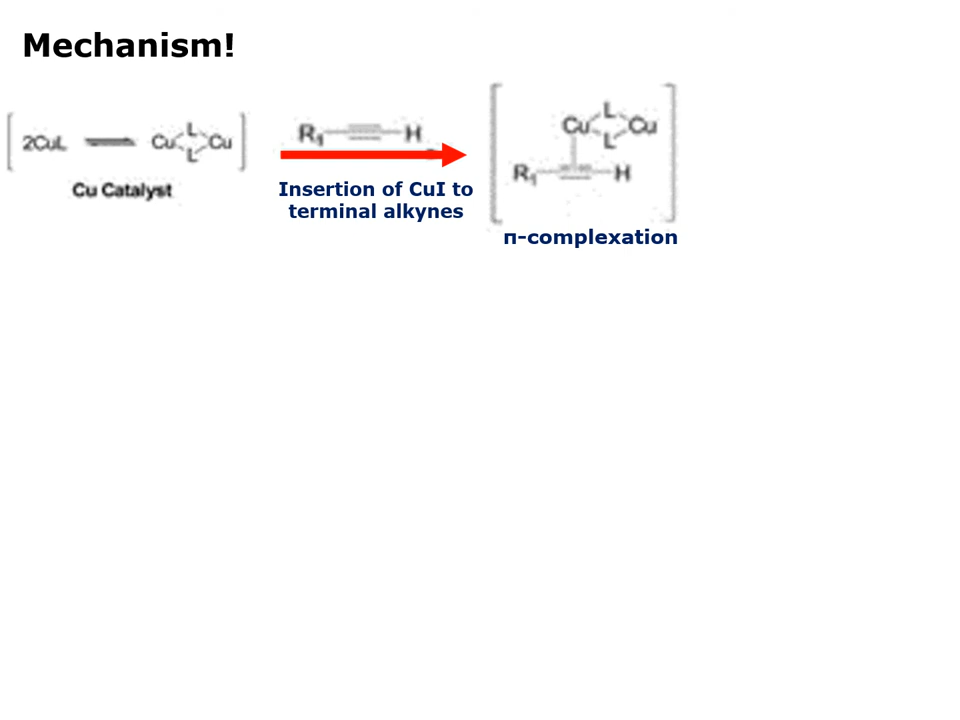 Mechanism!
2CuL
Cu L L Cu
Cu Catalyst
R1 H
Insertion of CuI to
terminal alkynes
Cu L L Cu
R1 H
π-complexation